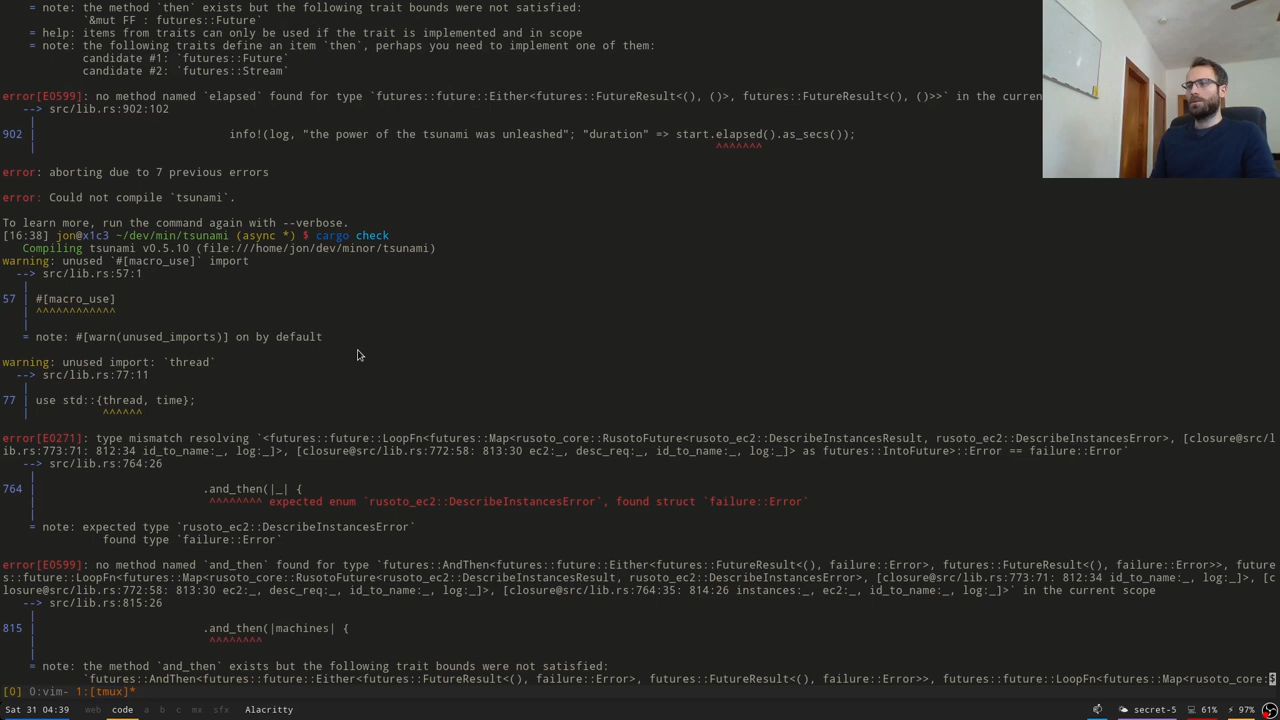 = note: the method `then` exists but the following trait bounds were not satisfied:
`&mut FF : futures::Future`
= help: items from traits can only be used if the trait is implemented and in scope
= note: the following traits define an item `then`, perhaps you need to implement one of them:
candidate #1: `futures::Future`
candidate #2: `futures::Stream`
error[E0599]: no method named `elapsed` found for type `futures::future::Either<futures::FutureResult<(), ()>, futures::FutureResult<(), ()>>` in the curren
--> src/lib.rs:902:102
|
902 | info!(log, "the power of the tsunami was unleashed"; "duration" => start.elapsed().as_secs());
| ^^^^^^^
error: aborting due to 7 previous errors
error: Could not compile `tsunami`.
To learn more, run the command again with --verbose.
[16:38] jon@x1c3 ~/dev/min/tsunami (async *) $ cargo check
Compiling tsunami v0.5.10 (file:///home/jon/dev/minor/tsunami)
warning: unused `#[macro_use]` import
--> src/lib.rs:57:1
|
57 | #[macro_use]
| ^^^^^^^^^^^^
|
= note: #[warn(unused_imports)] on by default
warning: unused import: `thread`
--> src/lib.rs:77:11
|
77 | use std::{thread, time};
| ^^^^^^
error[E0271]: type mismatch resolving `<futures::future::LoopFn<futures::Map<rusoto_core::RusotoFuture<rusoto_ec2::DescribeInstancesResult, rusoto_ec2::DescribeInstancesError>, [closure@src/l
ib.rs:773:71: 812:34 id_to_name:_, log:_]>, [closure@src/lib.rs:772:58: 813:30 ec2:_, desc_req:_, id_to_name:_, log:_]> as futures::IntoFuture>::Error == failure::Error`
--> src/lib.rs:764:26
|
764 | .and_then(|_| {
| ^^^^^^^^ expected enum `rusoto_ec2::DescribeInstancesError`, found struct `failure::Error`
|
= note: expected type `rusoto_ec2::DescribeInstancesError`
found type `failure::Error`
error[E0599]: no method named `and_then` found for type `futures::AndThen<futures::future::Either<futures::FutureResult<(), failure::Error>, futures::FutureResult<(), failure::Error>>, future
s::future::LoopFn<futures::Map<rusoto_core::RusotoFuture<rusoto_ec2::DescribeInstancesResult, rusoto_ec2::DescribeInstancesError>, [closure@src/lib.rs:773:71: 812:34 id_to_name:_, log:_]>, [c
losure@src/lib.rs:772:58: 813:30 ec2:_, desc_req:_, id_to_name:_, log:_]>, [closure@src/lib.rs:764:35: 814:26 instances:_, ec2:_, id_to_name:_, log:_]>` in the current scope
--> src/lib.rs:815:26
|
815 | .and_then(|machines| {
| ^^^^^^^^
|
= note: the method `and_then` exists but the following trait bounds were not satisfied:
`futures::AndThen<futures::future::Either<futures::FutureResult<(), failure::Error>, futures::FutureResult<(), failure::Error>>, futures::future::LoopFn<futures::Map<rusoto_core:$
[0] 0:vim- 1:[tmux]*
Sat 31 04:39 web code a b c mx sfx Alacritty secret-5 61% 97%